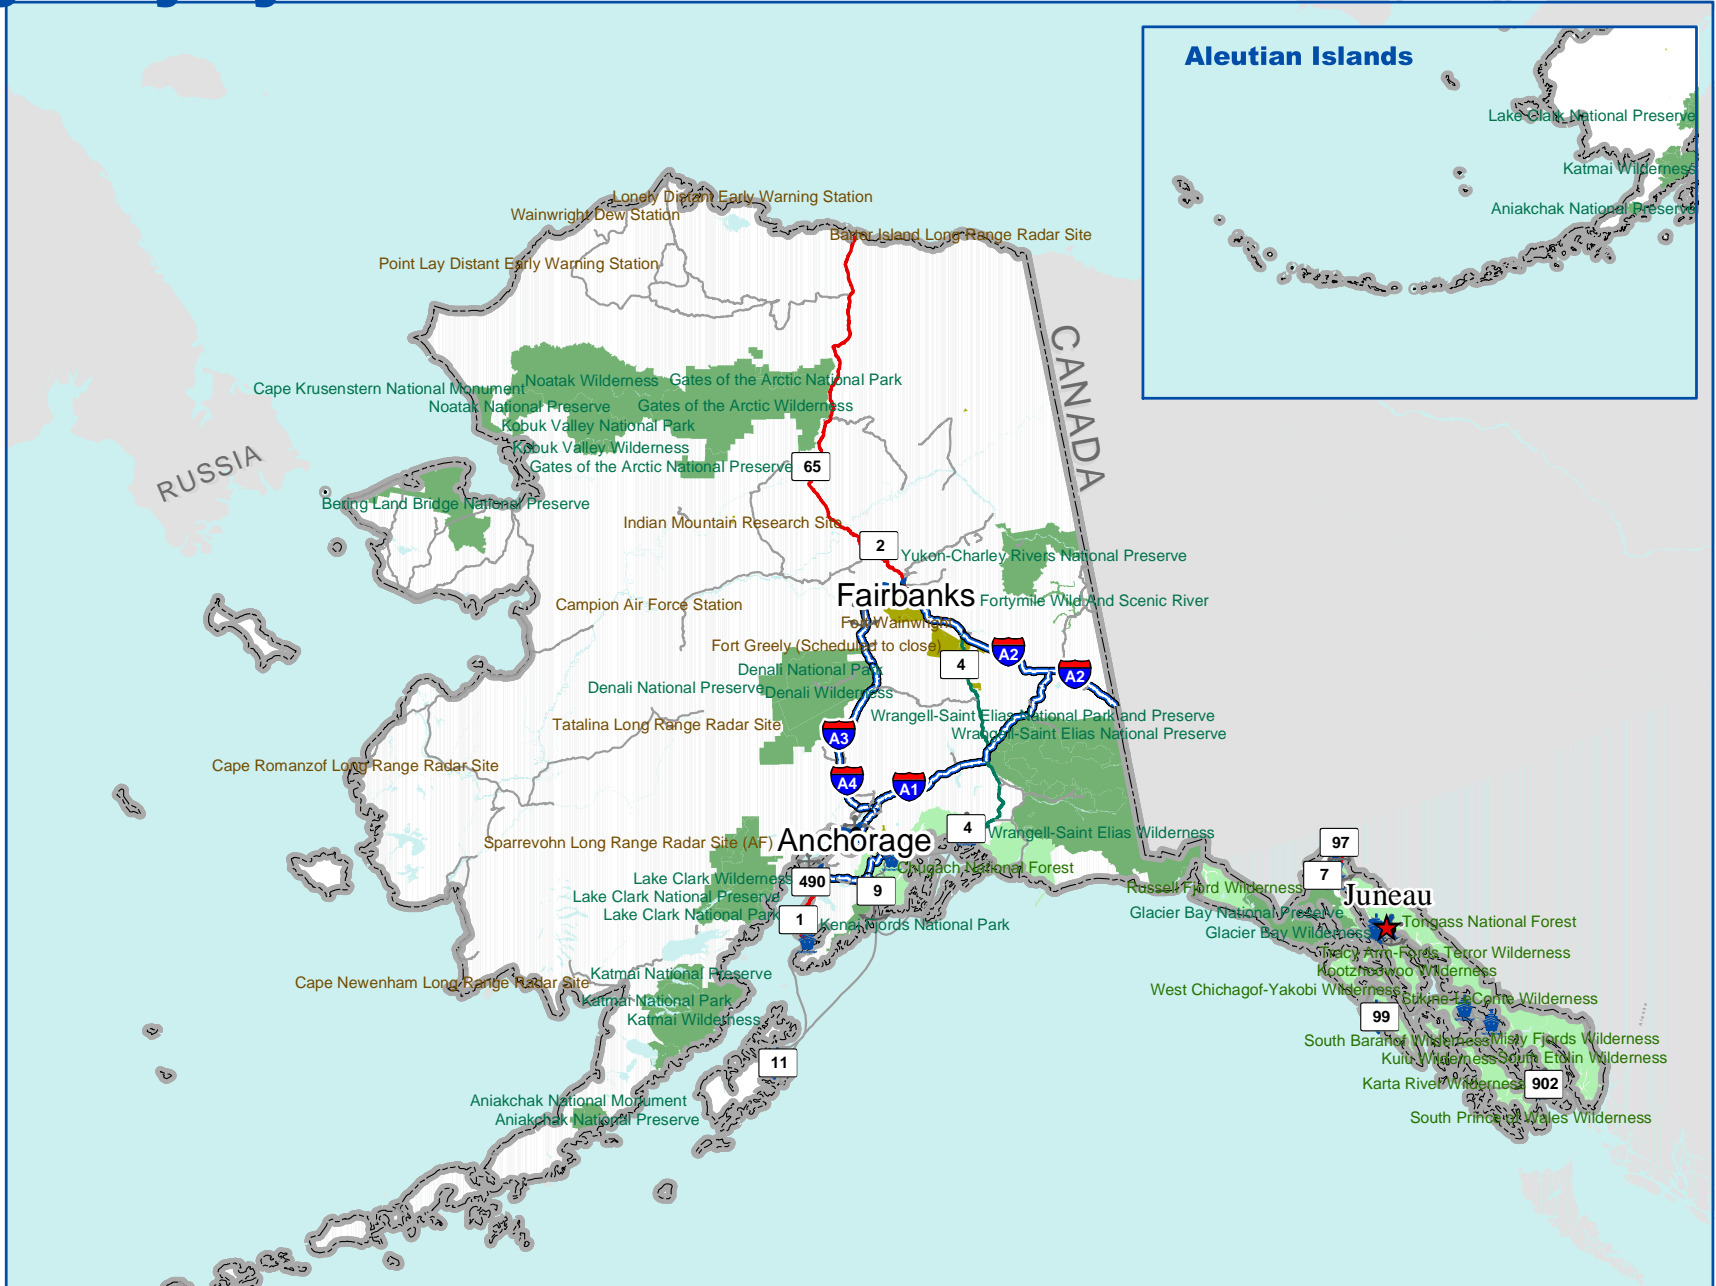 Aleutian Islands
Lake Clark National Preserve
Katmai Wilderness
Aniakchak National Preserve
Lonely Distant Early Warning Station
Wainwright Dew Station
Barter Island Long Range Radar Site
Point Lay Distant Early Warning Station
CANADA
RUSSIA
Cape Krusenstern National Monument
Noatak Wilderness
Gates of the Arctic National Park
Noatak National Preserve
Gates of the Arctic Wilderness
Kobuk Valley National Park
Kobuk Valley Wilderness
Gates of the Arctic National Preserve
65
Bering Land Bridge National Preserve
Indian Mountain Research Site
2
Yukon-Charley Rivers National Preserve
Fairbanks
Fortymile Wild And Scenic River
Campion Air Force Station
Fort Wainwright
Fort Greely (Scheduled to close)
A2
4
A2
Denali National Park
Denali National Preserve
Denali Wilderness
Wrangell-Saint Elias National Park and Preserve
Tatalina Long Range Radar Site
Wrangell-Saint Elias National Preserve
A3
Cape Romanzof Long Range Radar Site
A4
A1
4
Wrangell-Saint Elias Wilderness
Sparrevohn Long Range Radar Site (AF)
Anchorage
97
Chugach National Forest
7
Lake Clark Wilderness
490
9
Russell Fjord Wilderness
Juneau
Lake Clark National Preserve
Lake Clark National Park
1
Kenai Fjords National Park
Glacier Bay National Preserve
Tongass National Forest
Glacier Bay Wilderness
Tracy Arm-Fords Terror Wilderness
Kootznoowoo Wilderness
Katmai National Preserve
Cape Newenham Long Range Radar Site
West Chichagof-Yakobi Wilderness
Stikine-LeConte Wilderness
Katmai National Park
Katmai Wilderness
99
South Baranof Wilderness
Misty Fjords Wilderness
Kuiu Wilderness
South Etolin Wilderness
11
Karta River Wilderness
902
Aniakchak National Monument
Aniakchak National Preserve
South Prince of Wales Wilderness